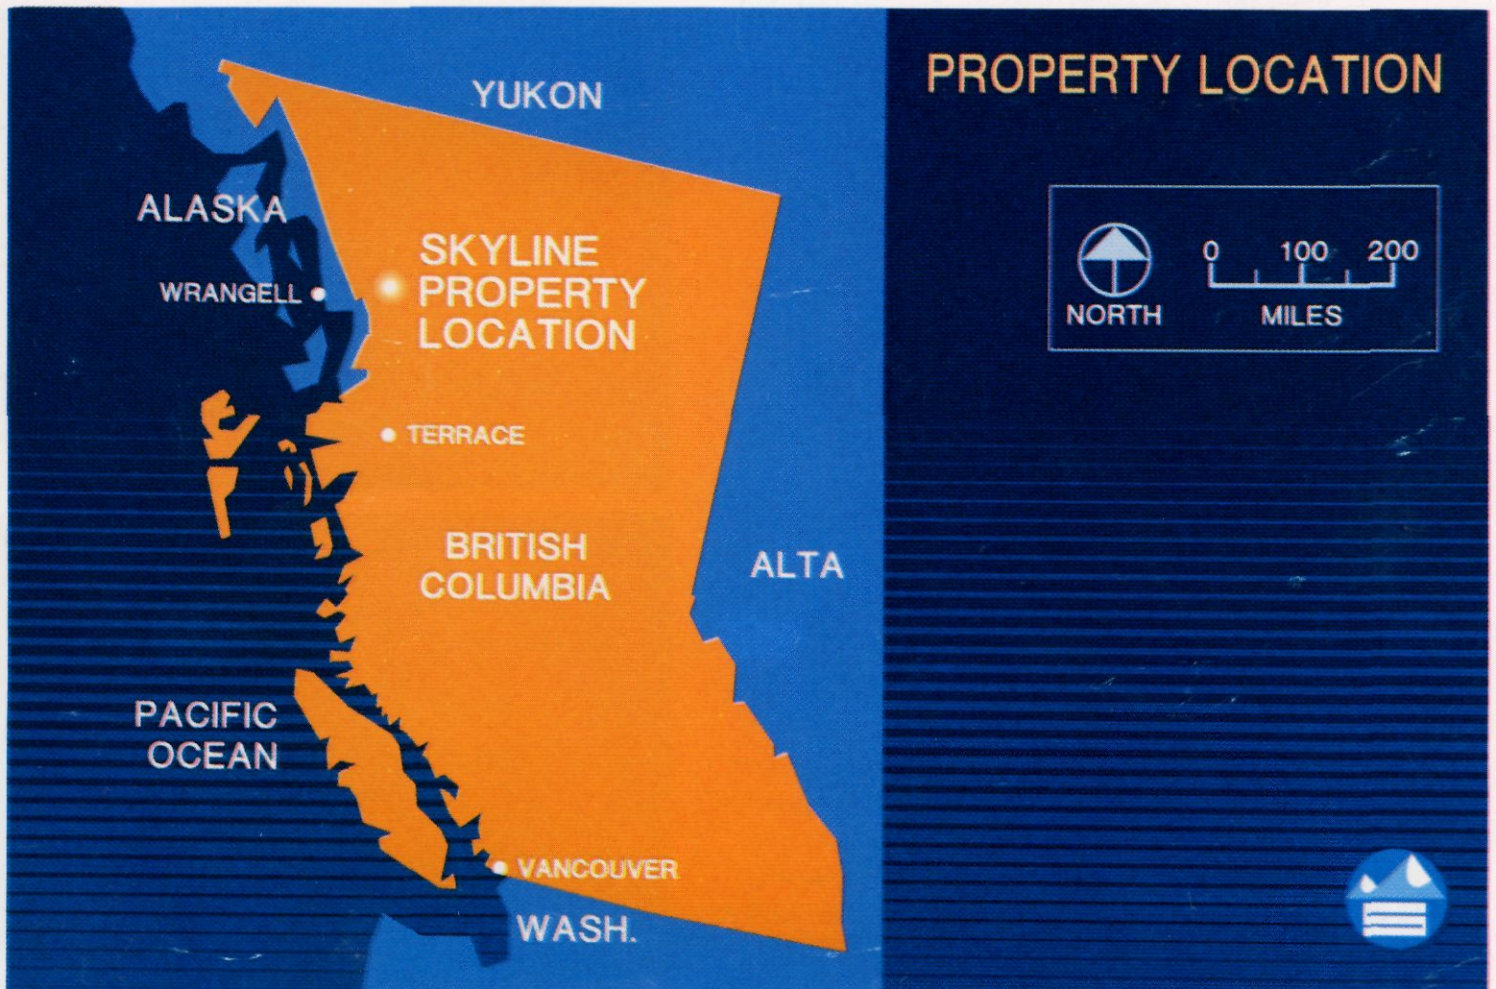 PROPERTY LOCATION
YUKON
ALASKA
SKYLINE
PROPERTY
LOCATION
WRANGELL
0 100 200
NORTH
MILES
TERRACE
BRITISH
COLUMBIA
ALTA
PACIFIC
OCEAN
VANCOUVER
WASH.